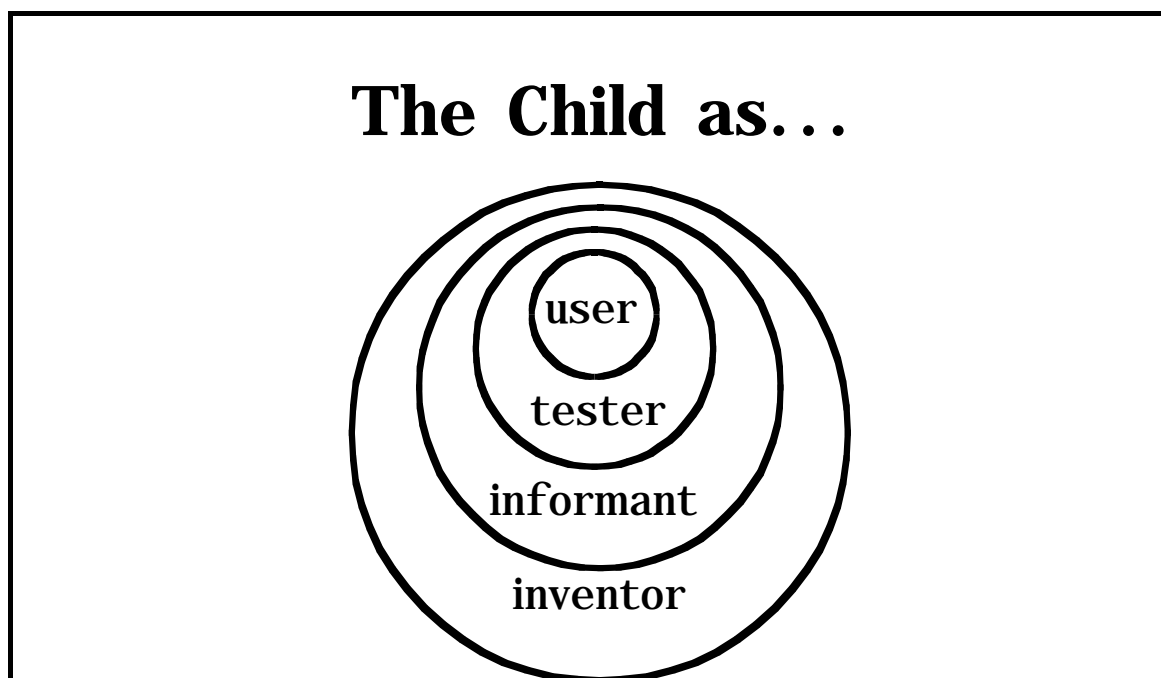 The Child as...
user
tester
informant
inventor